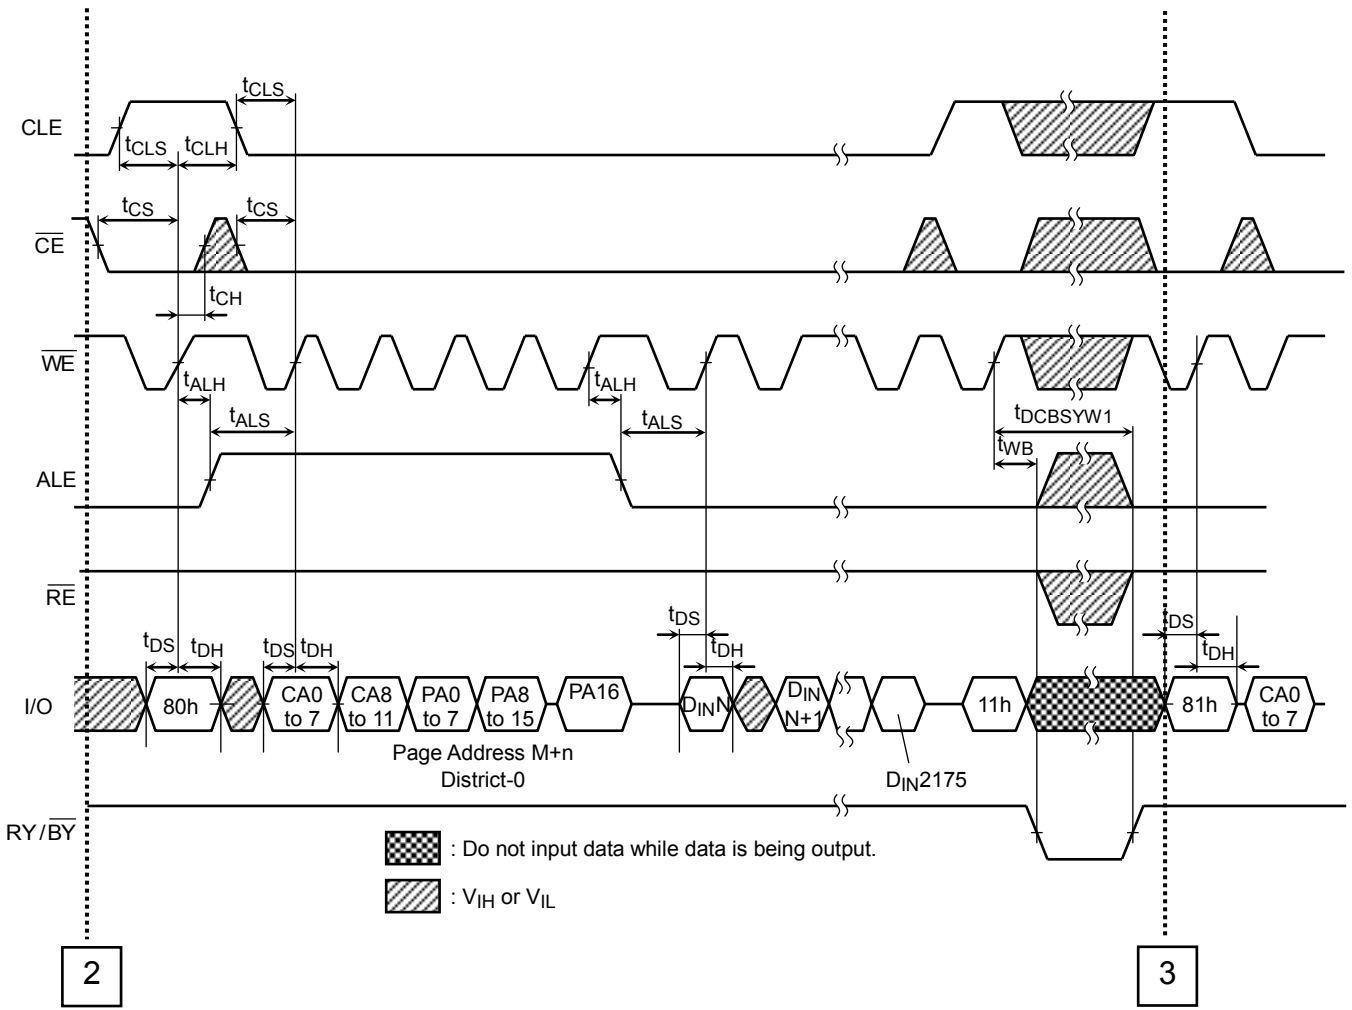 tCLS
CLE
tCLS tCLH
tCS tCS
CE
tCH
WE
tALH tALH
tALS tALS tDCBSYW1
tWB
ALE
RE
tDS tDH tDS tDH tDS tDH DS tDH
I/O 80h CA0 to 7 CA8 to 11 PA0 to 7 PA8 to 15 PA16 DINN DIN N+1 11h 81h CA0 to 7
Page Address M+n
District-0
DIN2175
RY/BY
: Do not input data while data is being output.
: VIH or VIL
2 3